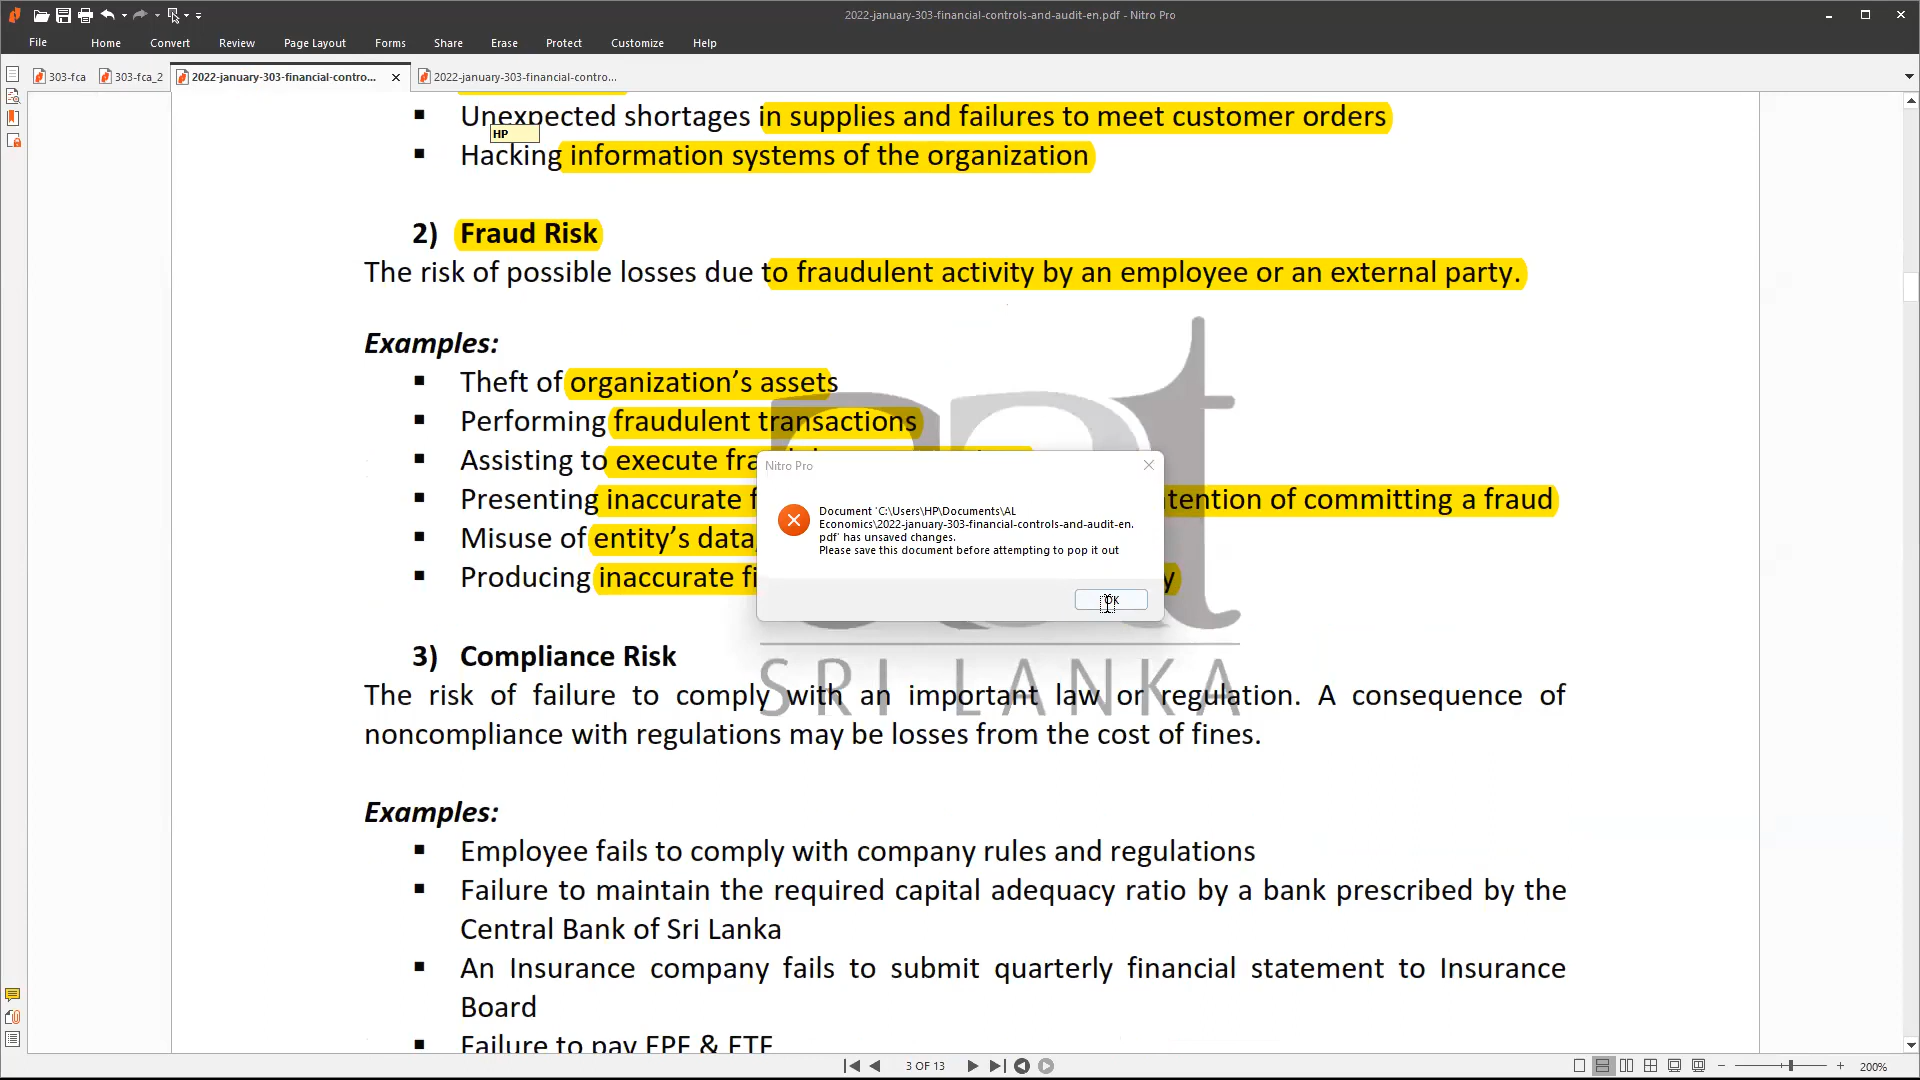 2022-january-303-financial-controls-and-audit-en.pdf - Nitro Pro
File Home Convert Review Page Layout Forms Share Erase Protect Customize Help
303-fca 303-fca_2 2022-january-303-financial-contro... 2022-january-303-financial-contro...
▪ Unexpected shortages in supplies and failures to meet customer orders
HP
▪ Hacking information systems of the organization
2) Fraud Risk
The risk of possible losses due to fraudulent activity by an employee or an external party.
Examples:
▪ Theft of organization’s assets
▪ Performing fraudulent transactions
▪ Assisting to execute
▪ Presenting inaccurate
of committing a fraud
▪ Misuse of entity’s data,
▪ Producing inaccurate
Nitro Pro
Document 'C:\Users\HP\Documents\AL
Economics\2022-january-303-financial-controls-and-audit-en.
pdf' has unsaved changes.
Please save this document before attempting to pop it out
OK
3) Compliance Risk
The risk of failure to comply with an important law or regulation. A consequence of
noncompliance with regulations may be losses from the cost of fines.
Examples:
▪ Employee fails to comply with company rules and regulations
▪ Failure to maintain the required capital adequacy ratio by a bank prescribed by the
Central Bank of Sri Lanka
▪ An Insurance company fails to submit quarterly financial statement to Insurance
Board
▪ Failure to pay EPF & ETF
aat
SRI LANKA
3 OF 13
200%